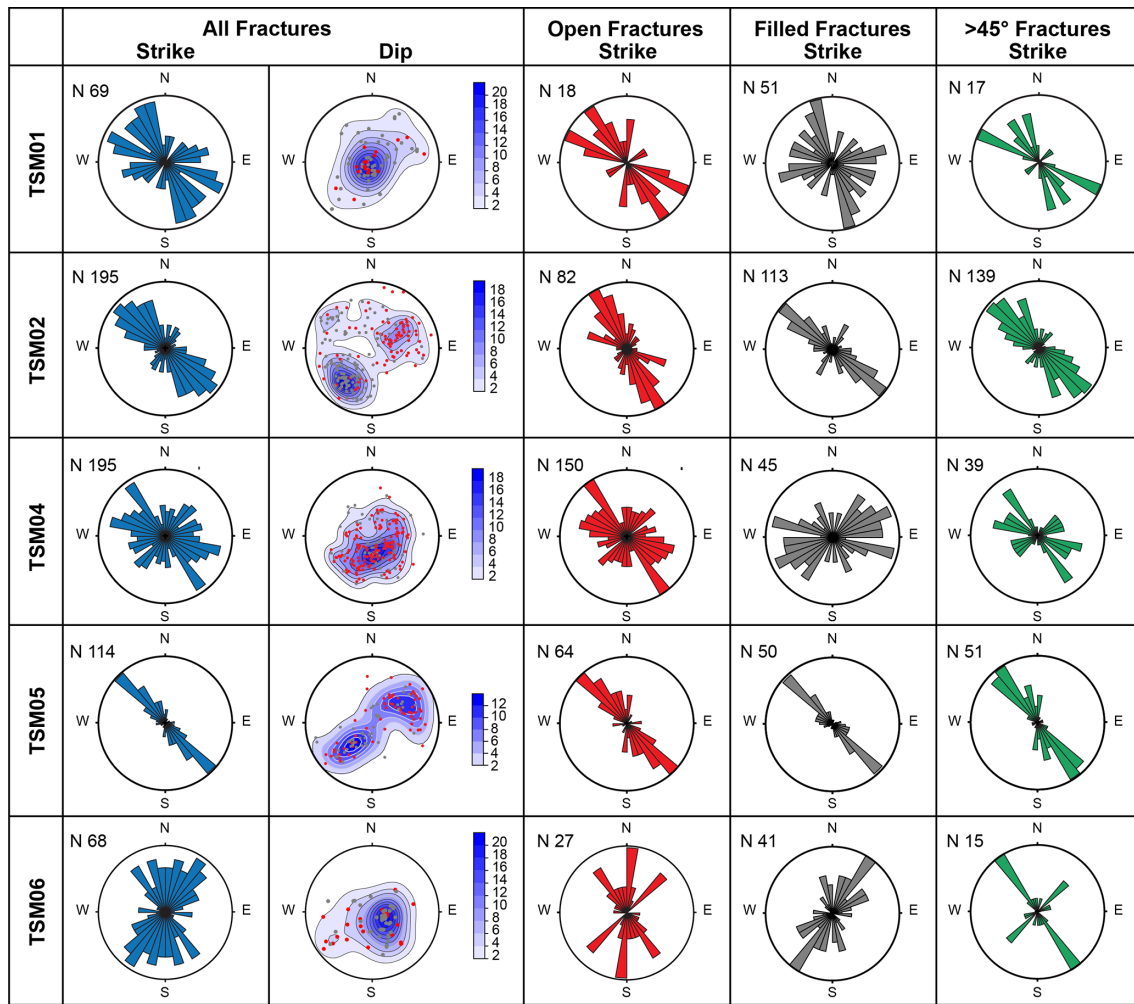 All Fractures
Open Fractures
Filled Fractures
>45° Fractures
Strike
Dip
Strike
Strike
Strike
TSM01
N 69
N
W
E
S
N
W
E
S
20
18
16
14
12
10
8
6
4
2
N 18
N
W
E
S
N 51
N
W
E
S
N 17
N
W
E
S
TSM02
N 195
N
W
E
S
N
W
E
S
18
16
14
12
10
8
6
4
2
N 82
N
W
E
S
N 113
N
W
E
S
N 139
N
W
E
S
TSM04
N 195
N
W
E
S
N
W
E
S
18
16
14
12
10
8
6
4
2
N 150
N
W
E
S
N 45
N
W
E
S
N 39
N
W
E
S
TSM05
N 114
N
W
E
S
N
W
E
S
12
10
8
6
4
2
N 64
N
W
E
S
N 50
N
W
E
S
N 51
N
W
E
S
TSM06
N 68
N
W
E
S
N
W
E
S
20
18
16
14
12
10
8
6
4
2
N 27
N
W
E
S
N 41
N
W
E
S
N 15
N
W
E
S